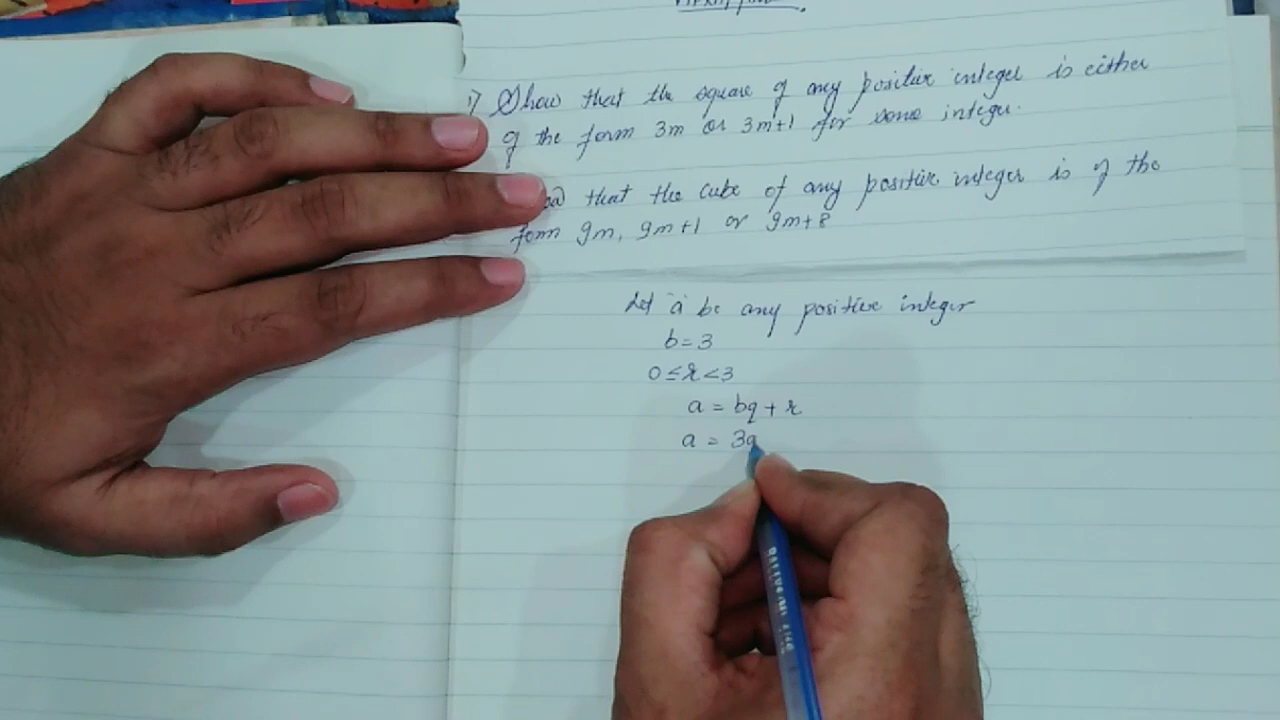 1) Show that the square of any positive integer is either
of the form 3m or 3m+1 for some integer.
that the cube of any positive integer is of the
form 9m, 9m+1 or 9m+8
Let 'a' be any positive integer
b=3
0≤r<3
a = bq + r
a = 3q